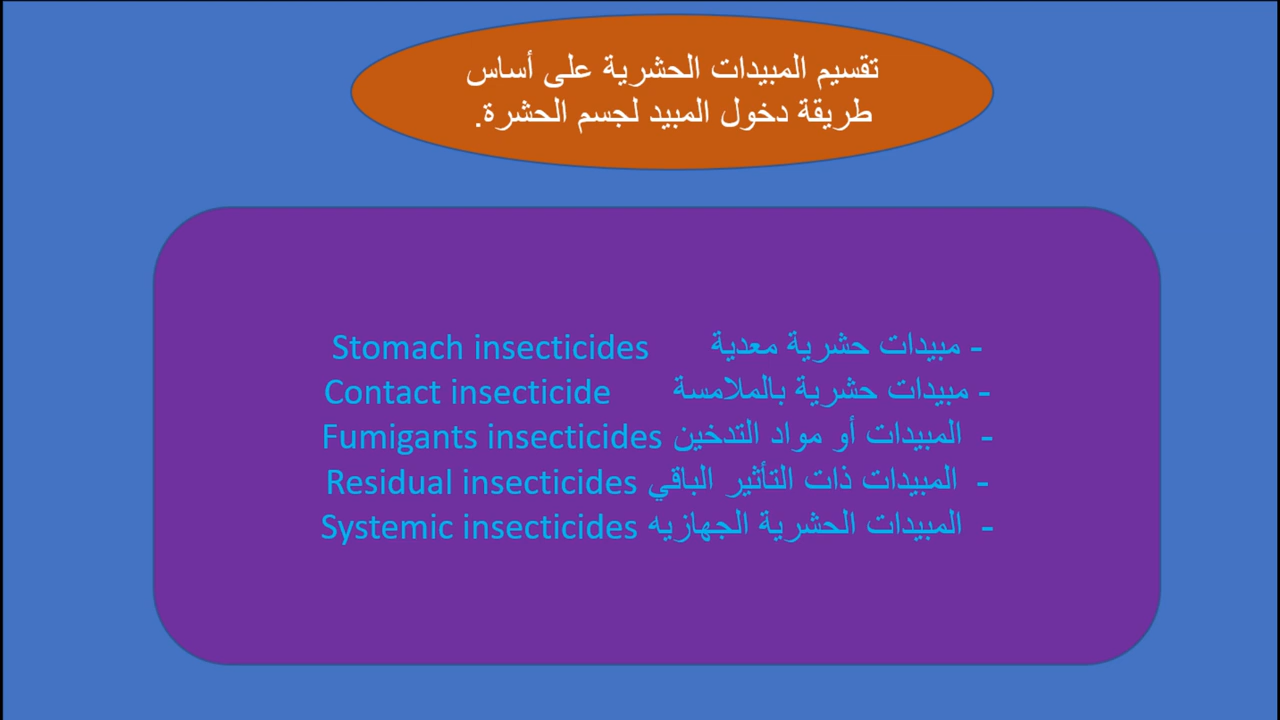 تقسيم المبيدات الحشرية على أساس
طريقة دخول المبيد لجسم الحشرة.
- مبيدات حشرية معدية Stomach insecticides
- مبيدات حشرية بالملامسة Contact insecticide
- المبيدات أو مواد التدخين Fumigants insecticides
- المبيدات ذات التأثير الباقي Residual insecticides
- المبيدات الحشرية الجهازيه Systemic insecticides